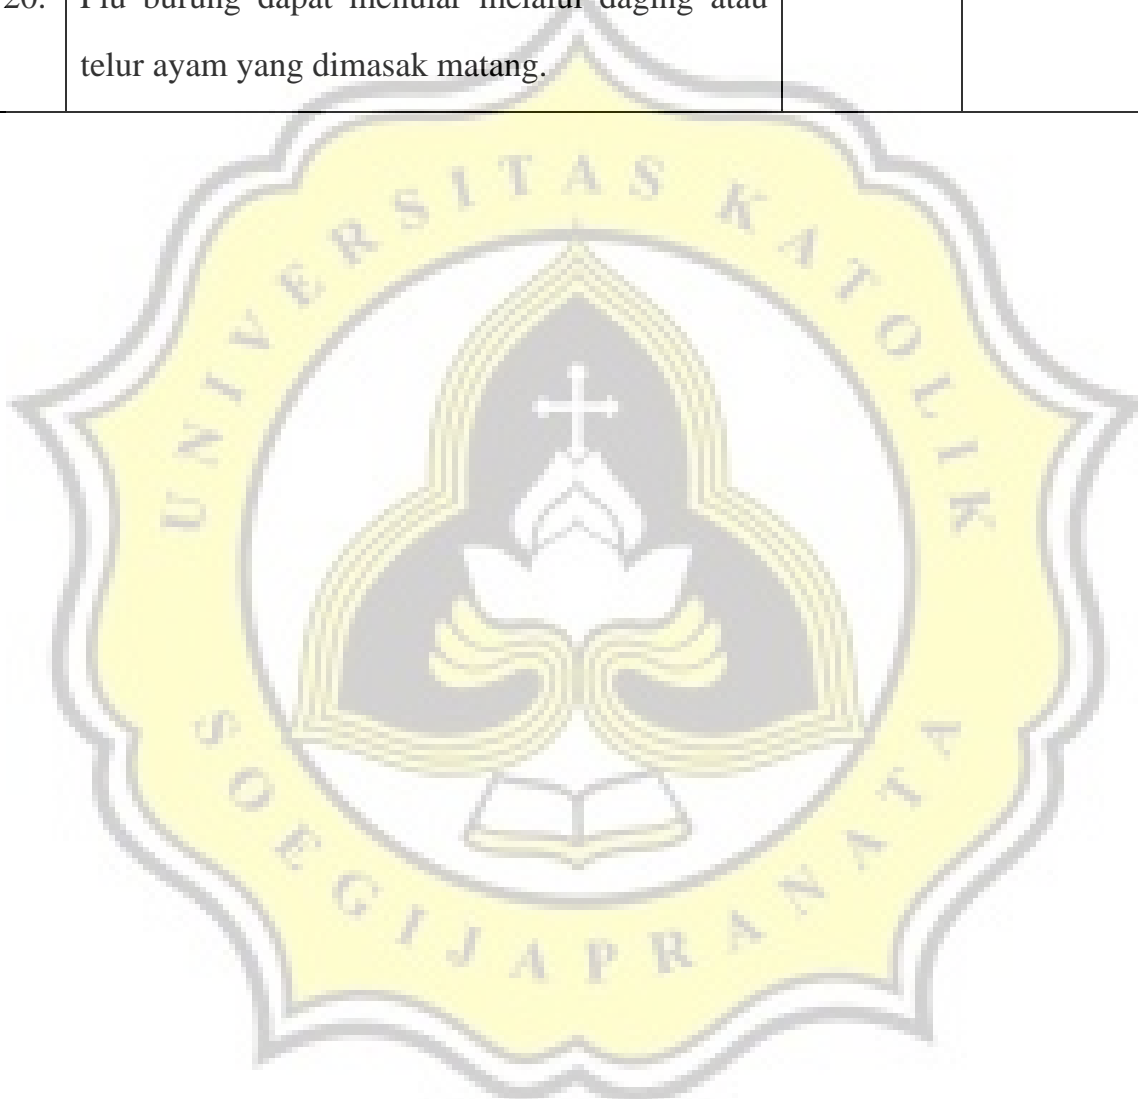 20. Flu burung dapat menular melalui daging atau
telur ayam yang dimasak matang.
UNIVERSITAS KATOLIK
SOEGIJAPRANATA